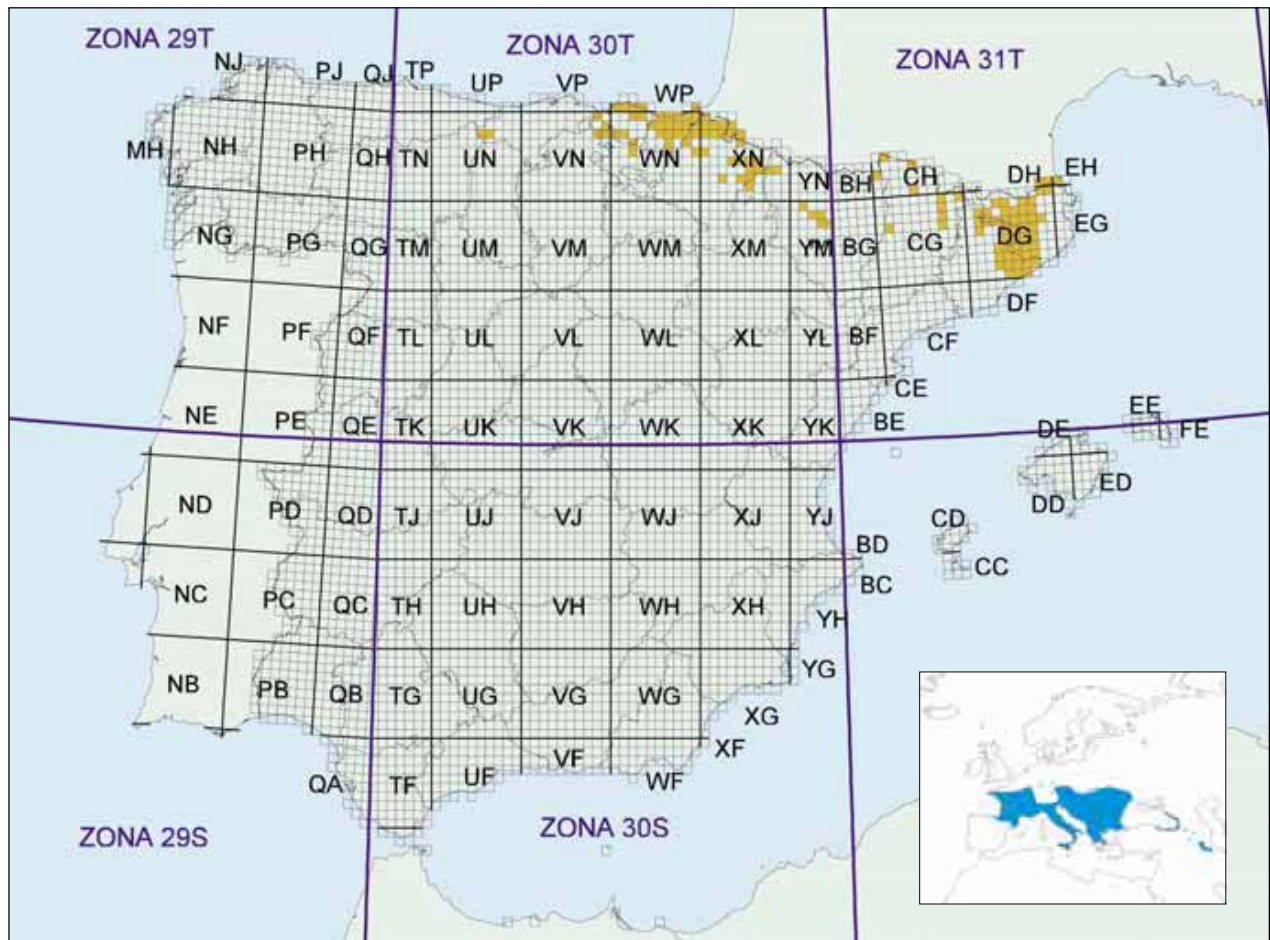 ZONA 29T
ZONA 30T
ZONA 31T
NJ PJ QJ TP UP VP WP
MH NH PH QH TN UN VN WN XN YN BH CH DH EH
NG PG QG TM UM VM WM XM YM BG CG DG EG
NF PF QF TL UL VL WL XL YL BF CF DF
NE PE QE TK UK VK WK XK YK BE CE
DE EE FE
ND PD QD TJ UJ VJ WJ XJ YJ BD CD DD ED
NC PC QC TH UH VH WH XH YH BC CC
NB PB QB TG UG VG WG XG YG
QA TF UF VF WF XF
ZONA 29S
ZONA 30S